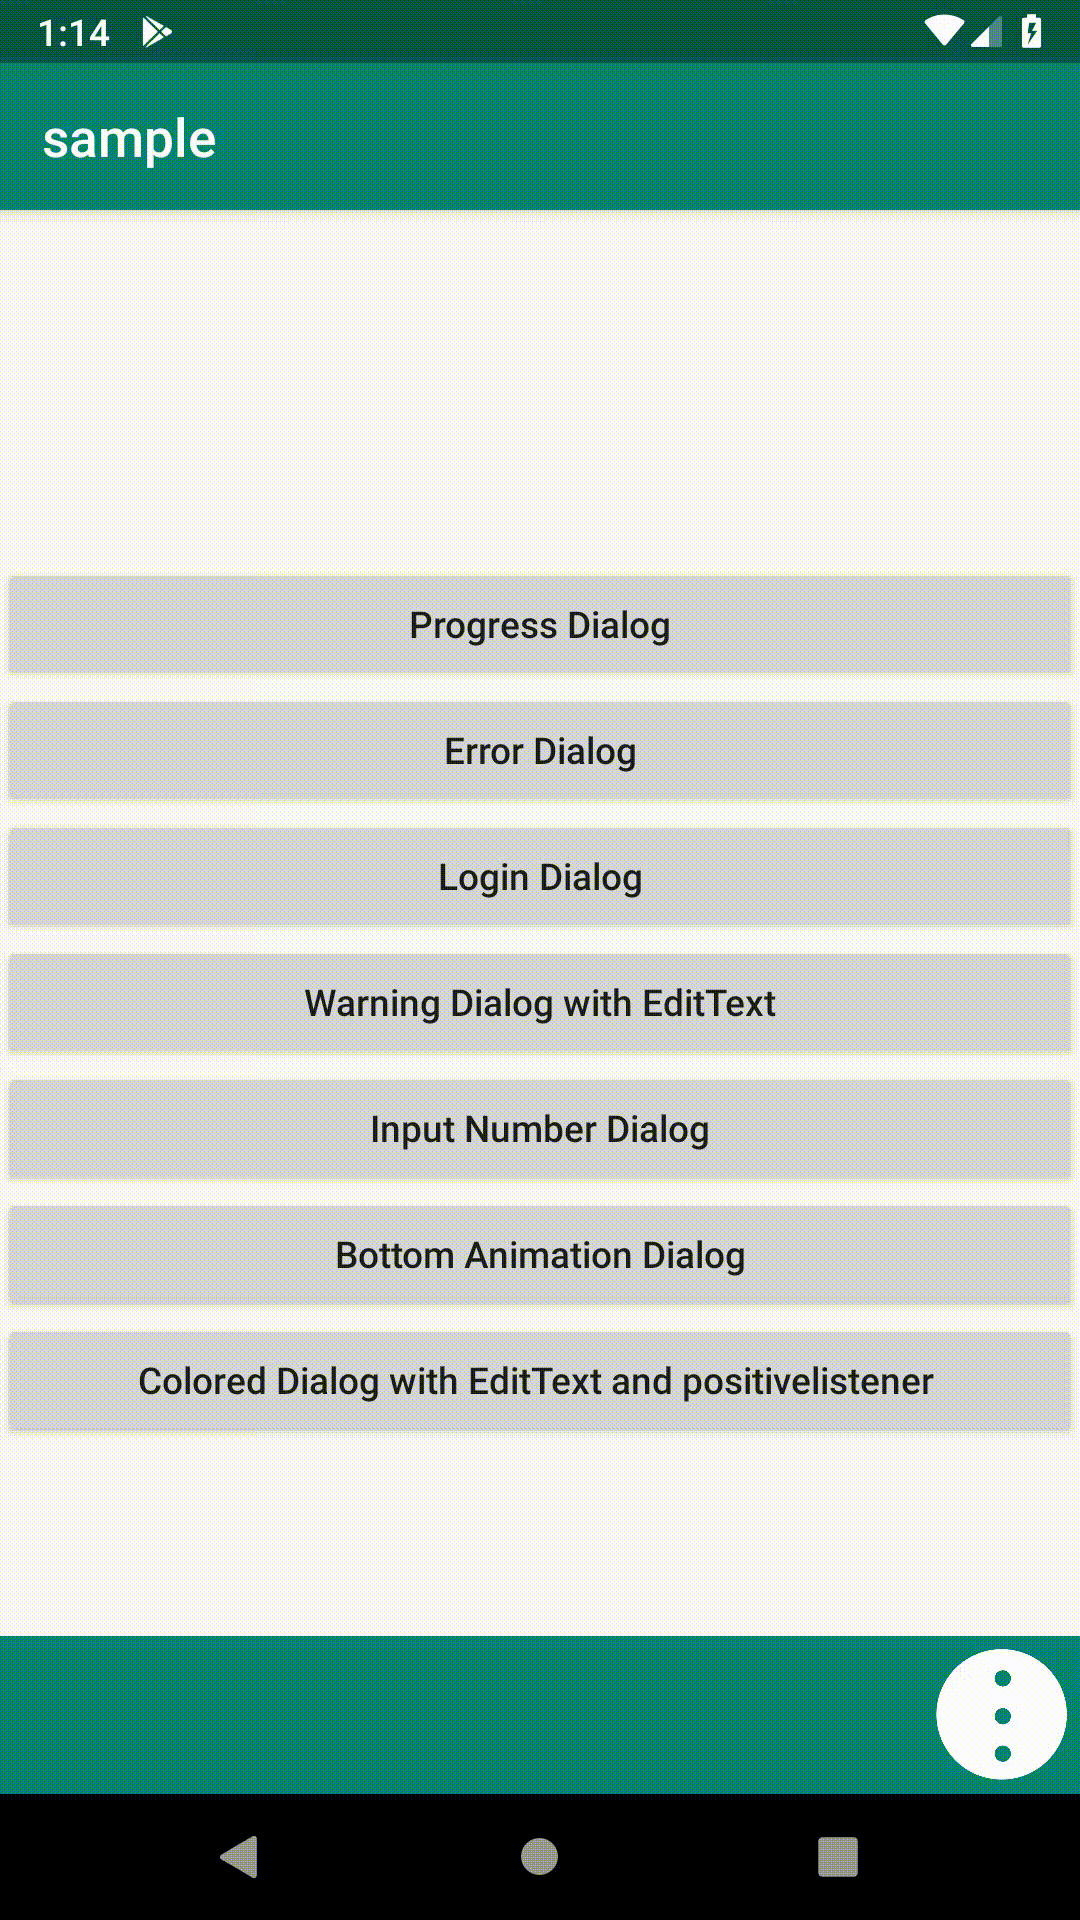 1:14
sample
Progress Dialog
Error Dialog
Login Dialog
Warning Dialog with EditText
Input Number Dialog
Bottom Animation Dialog
Colored Dialog with EditText and positivelistener